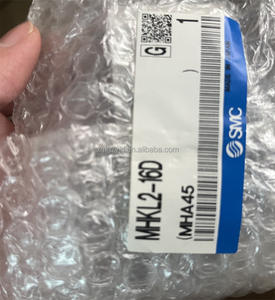 MHKL2-16D
(MHA45
)
G
1
SMC